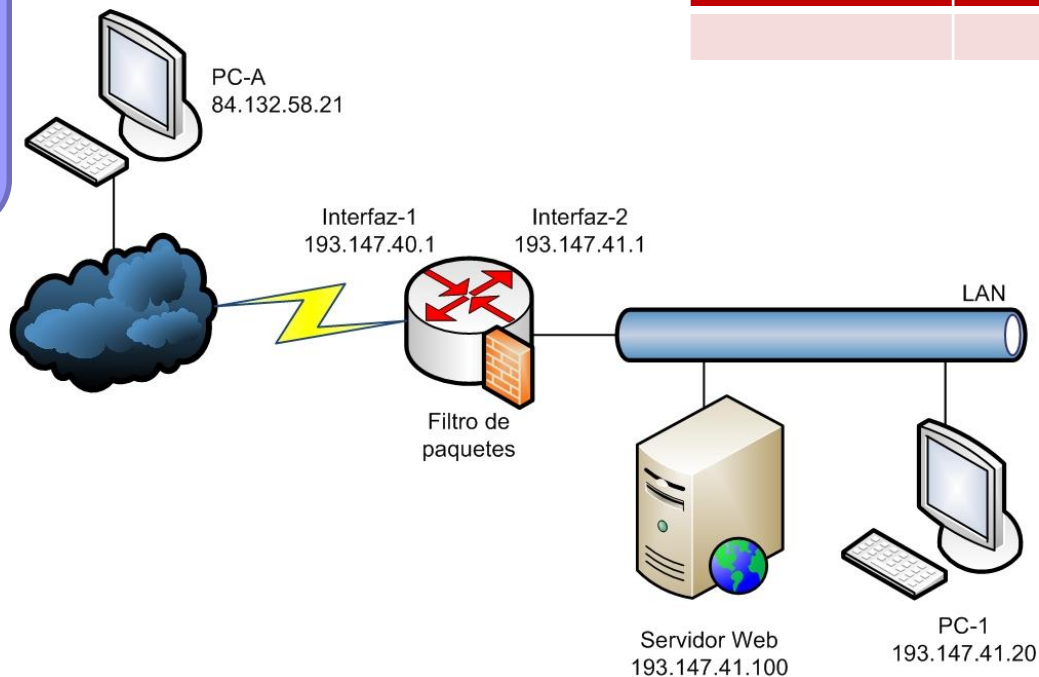 PC-A
84.132.58.21
Interfaz-1
193.147.40.1
Interfaz-2
193.147.41.1
LAN
Filtro de
paquetes
Servidor Web
193.147.41.100
PC-1
193.147.41.20